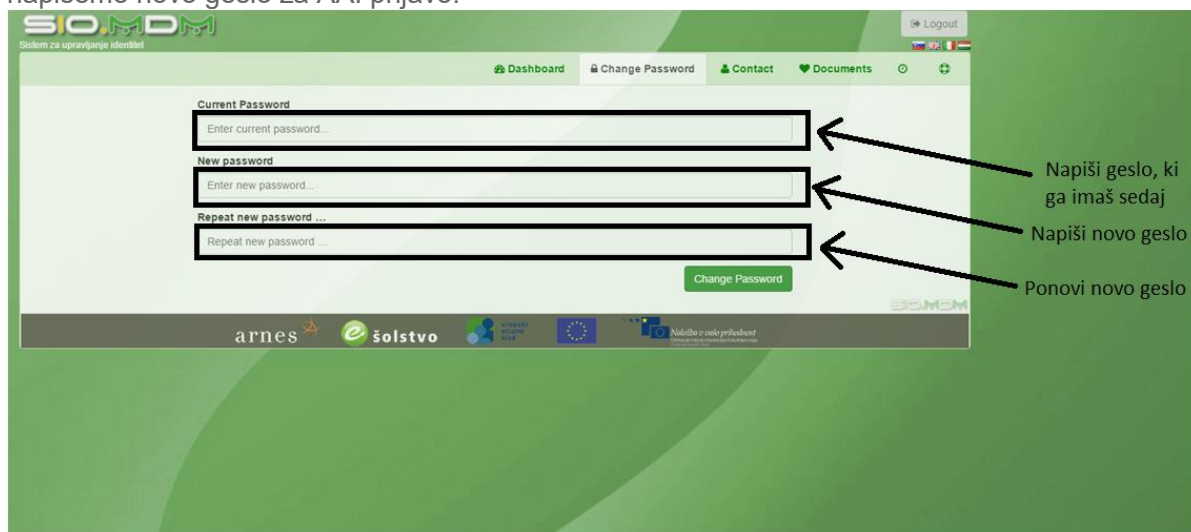 napišemo novo geslo za AAI prijavo.
SIO.MDM
Logout
Sistem za upravljanje identitet
Dashboard
Change Password
Contact
Documents
Current Password
Enter current password...
Napiši geslo, ki
ga imaš sedaj
New password
Enter new password...
Napiši novo geslo
Repeat new password ...
Repeat new password ...
Ponovi novo geslo
Change Password
SIO.MDM
arnes
e šolstvo
Naložba v vašo prihodnost